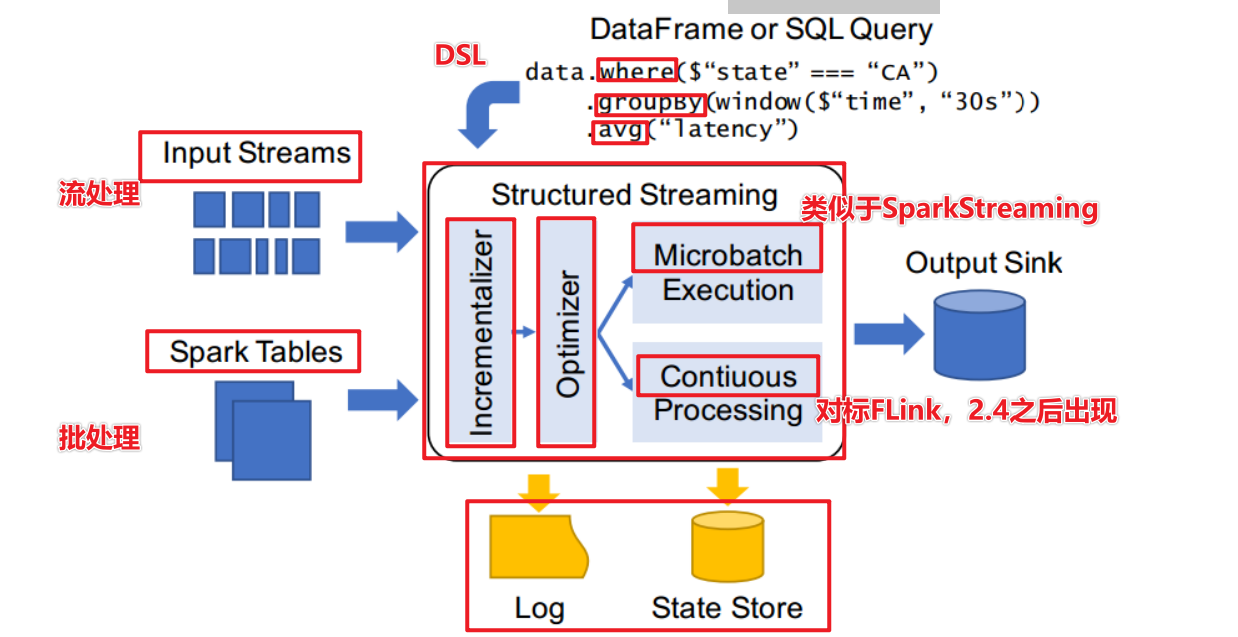 DataFrame or SQL Query
DSL
data.where($“state” === “CA”)
.groupBy(window($“time”, “30s”))
.avg(“latency”)
Input Streams
流处理
Structured Streaming
类似于SparkStreaming
Incrementalizer
Optimizer
Microbatch
Execution
Output Sink
Spark Tables
批处理
Contiuous
Processing
对标FLink，2.4之后出现
Log
State Store